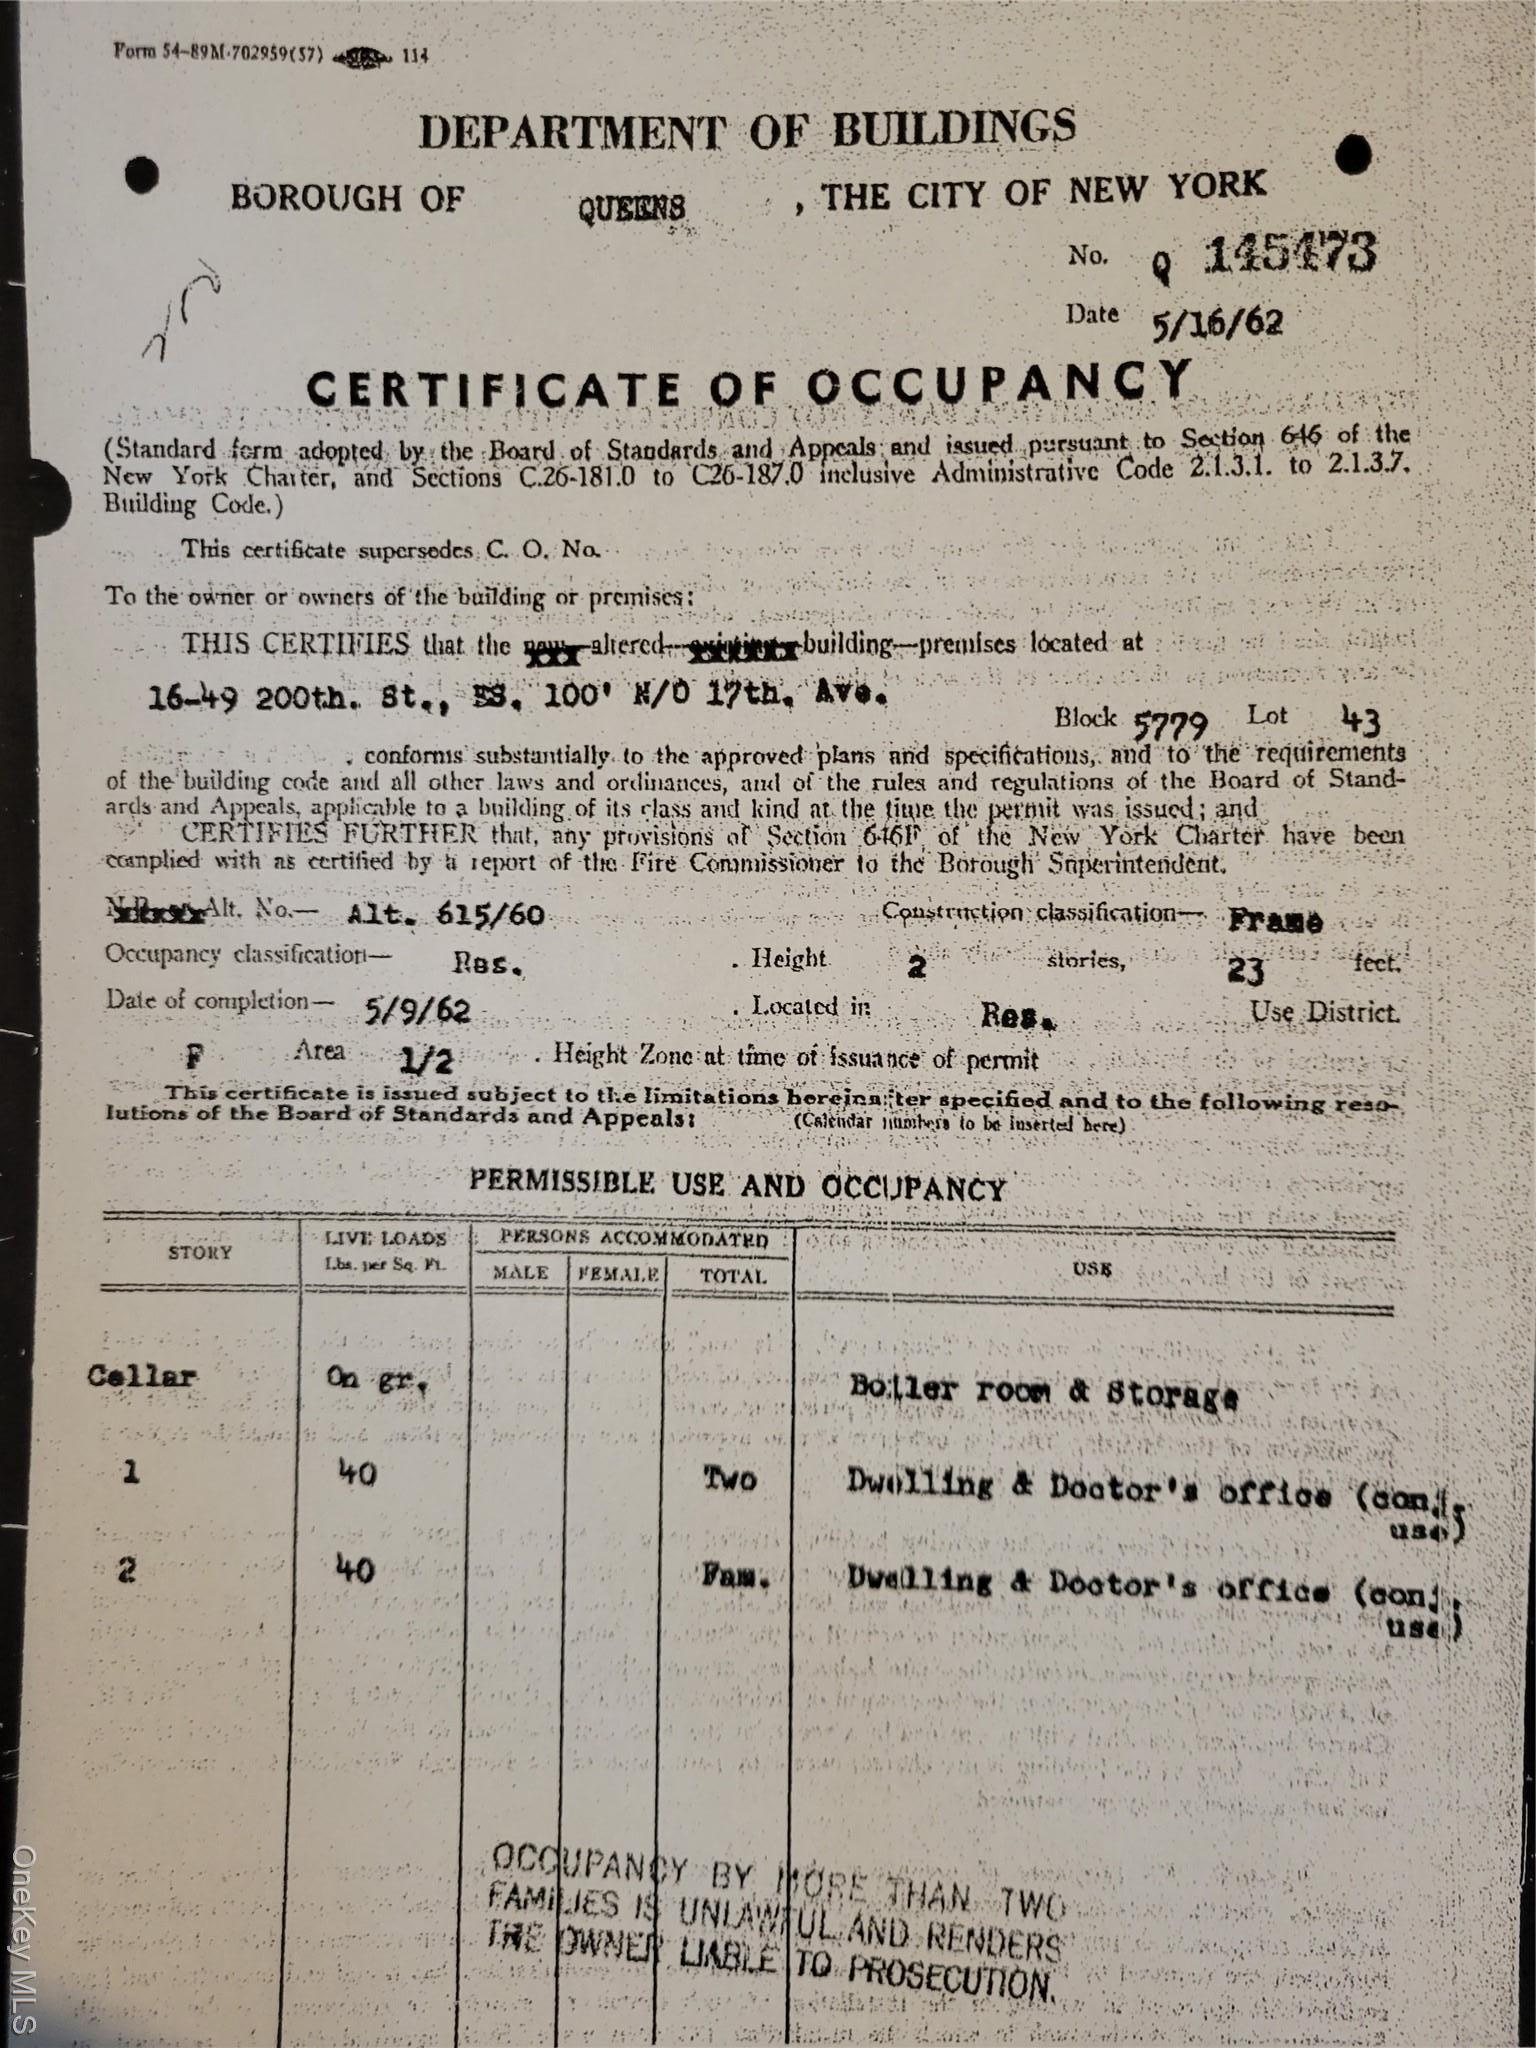 Form 54-89M-702959(57) 114
DEPARTMENT OF BUILDINGS
BOROUGH OF QUEENS , THE CITY OF NEW YORK
No. Q 145473
Date 5/16/62
CERTIFICATE OF OCCUPANCY
(Standard form adopted by the Board of Standards and Appeals and issued pursuant to Section 646 of the
New York Charter, and Sections C.26-181.0 to C26-187.0 inclusive Administrative Code 2.1.3.1. to 2.1.3.7.
Building Code.)
This certificate supersedes C. O. No.
To the owner or owners of the building or premises:
THIS CERTIFIES that the new—altered—existing—building—premises located at
16-49 200th. St., ES. 100' N/O 17th. Ave.
Block 5779 Lot 43
, conforms substantially to the approved plans and specifications, and to the requirements
of the building code and all other laws and ordinances, and of the rules and regulations of the Board of Stand-
ards and Appeals, applicable to a building of its class and kind at the time the permit was issued; and
CERTIFIES FURTHER that, any provisions of Section 646F of the New York Charter have been
complied with as certified by a report of the Fire Commissioner to the Borough Superintendent.
Alt. No.— Alt. 615/60 Construction classification— Frame
Occupancy classification— Res. . Height 2 stories, 23 feet.
Date of completion— 5/9/62 . Located in Res. Use District.
F Area 1/2 . Height Zone at time of issuance of permit
This certificate is issued subject to the limitations hereinafter specified and to the following reso-
lutions of the Board of Standards and Appeals: (Calendar numbers to be inserted here)
PERMISSIBLE USE AND OCCUPANCY
STORY LIVE LOADS Lbs. per Sq. Ft. PERSONS ACCOMMODATED MALE FEMALE TOTAL USE
Cellar On gr. Boiler room & Storage
1 40 Two Dwelling & Doctor's office (conj.
use)
2 40 Fam. Dwelling & Doctor's office (conj.
use)
OCCUPANCY BY MORE THAN TWO
FAMILIES IS UNLAWFUL AND RENDERS
THE OWNER LIABLE TO PROSECUTION.
OneKey MLS